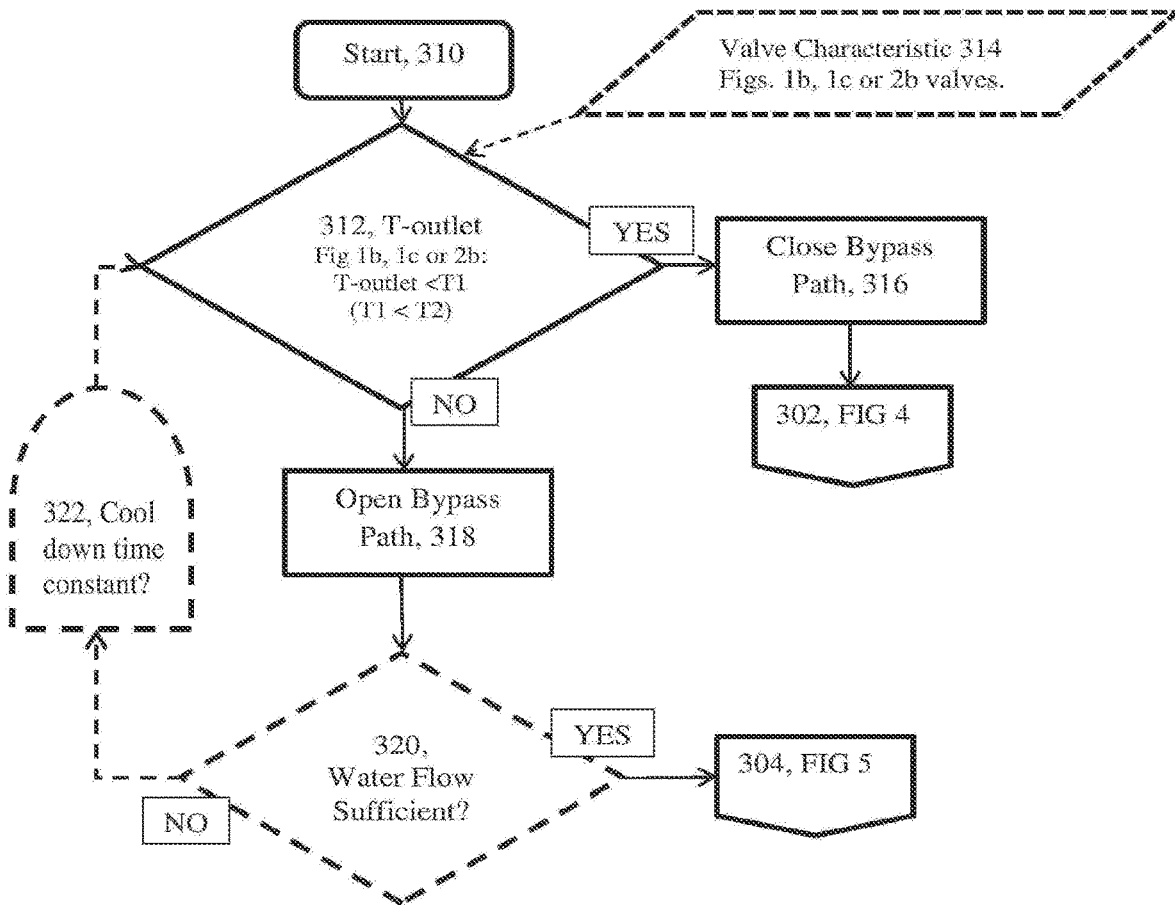 Start, 310
Valve Characteristic 314
Figs. 1b, 1c or 2b valves.
312, T-outlet
Fig 1b, 1c or 2b:
T-outlet <T1
(T1 < T2)
YES
Close Bypass
Path, 316
NO
302, FIG 4
Open Bypass
Path, 318
322, Cool
down time
constant?
320,
Water Flow
Sufficient?
YES
304, FIG 5
NO